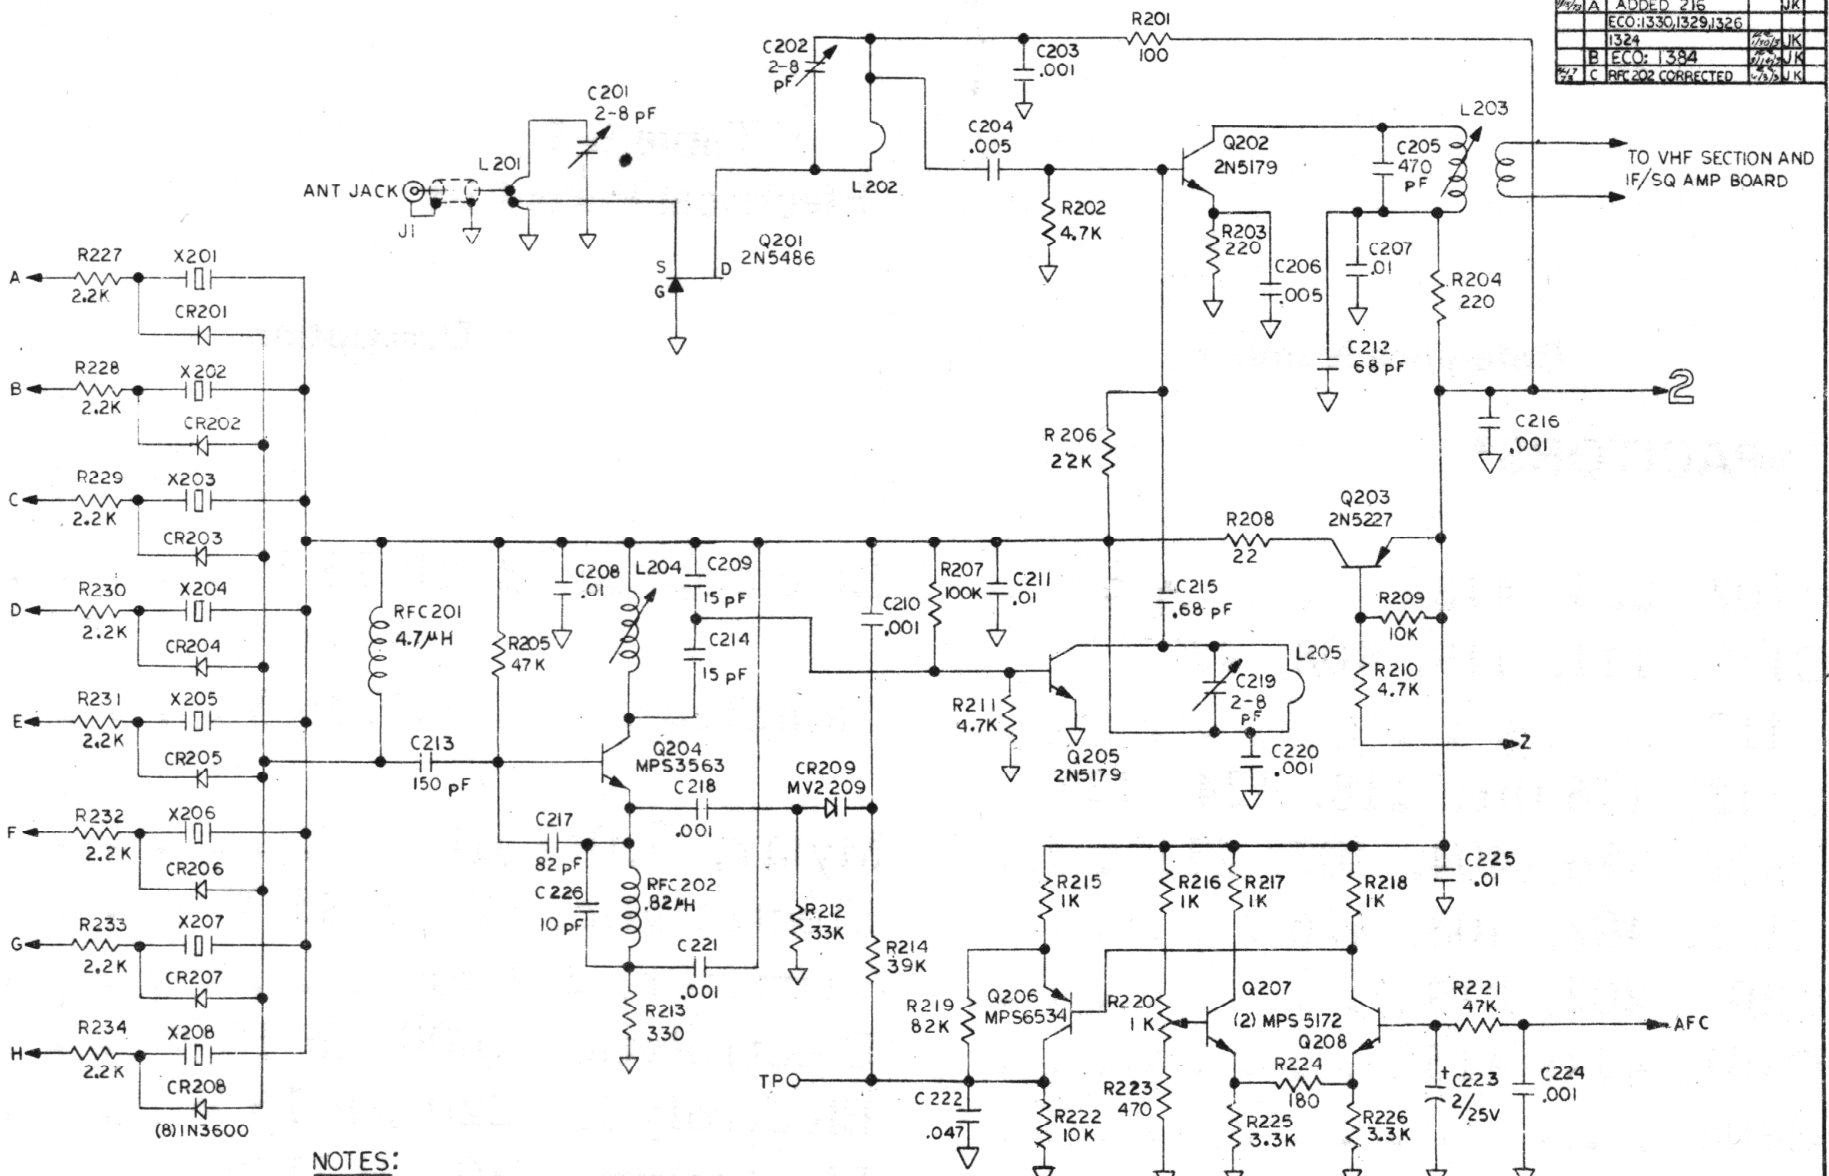 A ADDED 216 JK
ECO:1330,1329,1326
1324 JK
B ECO: 1384 JK
C RFC 202 CORRECTED JK
R201
100
C202
2-8
pF
C203
.001
C201
2-8 pF
L201
ANT JACK
J1
L202
C204
.005
R202
4.7K
Q201
2N5486
S
D
G
Q202
2N5179
R203
220
C206
.005
C205
470
pF
L203
TO VHF SECTION AND
IF/SQ AMP BOARD
C207
.01
R204
220
C212
68 pF
2
C216
.001
A
R227
2.2K
X201
CR201
B
R228
2.2K
X202
CR202
C
R229
2.2K
X203
CR203
D
R230
2.2K
X204
CR204
E
R231
2.2K
X205
CR205
F
R232
2.2K
X206
CR206
G
R233
2.2K
X207
CR207
H
R234
2.2K
X208
CR208
(8)1N3600
R206
22K
R208
22
Q203
2N5227
R209
10K
R210
4.7K
Z
RFC201
4.7µH
R205
47K
C208
.01
L204
C209
15 pF
C214
15 pF
C210
.001
R207
100K
C211
.01
C215
.68 pF
L205
C219
2-8
pF
R211
4.7K
Q205
2N5179
C220
.001
C213
150 pF
Q204
MPS3563
C218
.001
CR209
MV2209
C217
82 pF
C226
10 pF
RFC202
.82µH
R212
33K
C221
.001
R213
330
R214
39K
R215
1K
R216
1K
R217
1K
R218
1K
C225
.01
R219
82K
Q206
MPS6534
R220
1K
Q207
(2) MPS 5172
Q208
R221
47K
AFC
TP
C222
.047
R222
10K
R223
470
R224
180
R225
3.3K
R226
3.3K
+
C223
2/25V
C224
.001
NOTES: